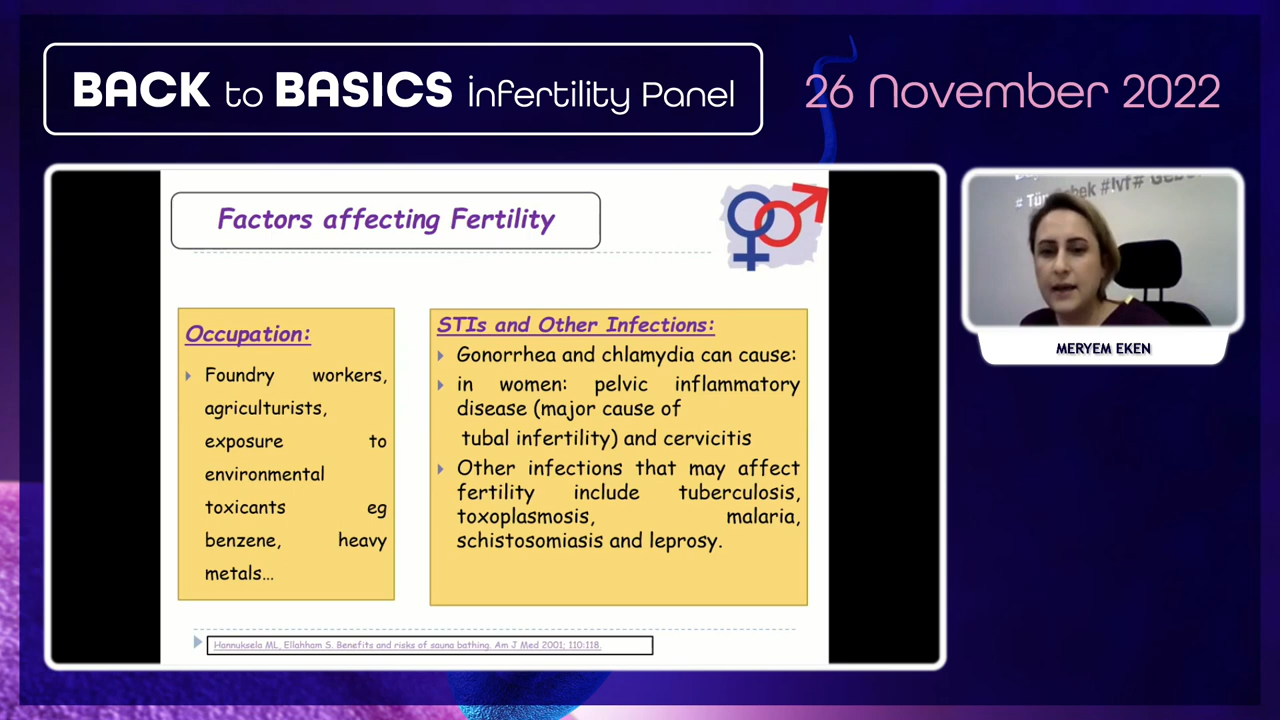 BACK to BASICS infertility Panel
26 November 2022
Factors affecting Fertility
Occupation:
Foundry workers,
agriculturists,
exposure to
environmental
toxicants eg
benzene, heavy
metals...
STIs and Other Infections:
Gonorrhea and chlamydia can cause:
in women: pelvic inflammatory
disease (major cause of
tubal infertility) and cervicitis
Other infections that may affect
fertility include tuberculosis,
toxoplasmosis, malaria,
schistosomiasis and leprosy.
Hannuksela ML, Ellahham S. Benefits and risks of sauna bathing. Am J Med 2001; 110:118.
#ivf#
MERYEM EKEN